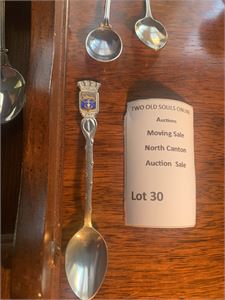 TWO OLD SOULS ONLINE
Auctions
Moving Sale
North Canton
Auction Sale
Lot 30